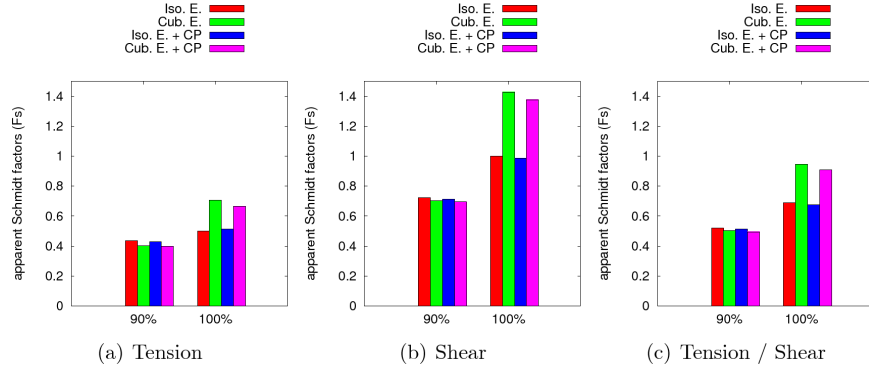 Iso. E.
Cub. E.
Iso. E. + CP
Cub. E. + CP
apparent Schmidt factors (Fs)
1.4
1.2
1
0.8
0.6
0.4
0.2
0
90%
100%
(a) Tension
Iso. E.
Cub. E.
Iso. E. + CP
Cub. E. + CP
apparent Schmidt factors (Fs)
1.4
1.2
1
0.8
0.6
0.4
0.2
0
90%
100%
(b) Shear
Iso. E.
Cub. E.
Iso. E. + CP
Cub. E. + CP
apparent Schmidt factors (Fs)
1.4
1.2
1
0.8
0.6
0.4
0.2
0
90%
100%
(c) Tension / Shear